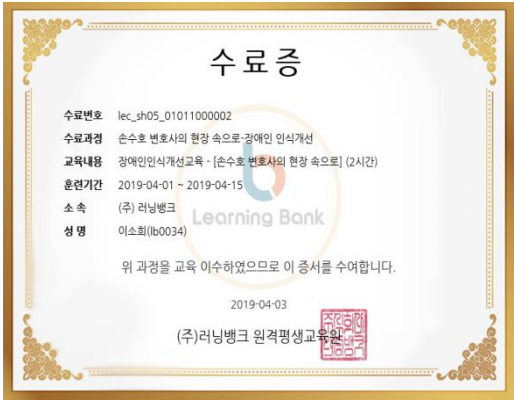 수료증
수료번호 lec_sh05_01011000002
수료과정 손수호 변호사의 현장 속으로-장애인 인식개선
교육내용 장애인인식개선교육 - [손수호 변호사의 현장 속으로] (2시간)
훈련기간 2019-04-01 ~ 2019-04-15
소 속 (주) 러닝뱅크
Learning Bank
성 명 이소희(lb0034)
위 과정을 교육 이수하였으므로 이 증서를 수여합니다.
2019-04-03
(주)러닝뱅크 원격평생교육원